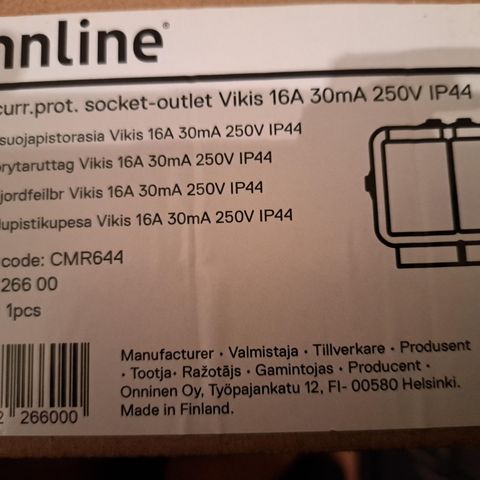 nnline®
curr.prot. socket-outlet Vikis 16A 30mA 250V IP44
suojapistorasia Vikis 16A 30mA 250V IP44
rytaruttag Vikis 16A 30mA 250V IP44
jordfeilbr Vikis 16A 30mA 250V IP44
lupistikupesa Vikis 16A 30mA 250V IP44
code: CMR644
266 00
1pcs
Manufacturer • Valmistaja • Tillverkare • Produsent
• Tootja • Ražotājs • Gamintojas • Producent •
Onninen Oy, Työpajankatu 12, FI- 00580 Helsinki.
Made in Finland.
2 266000